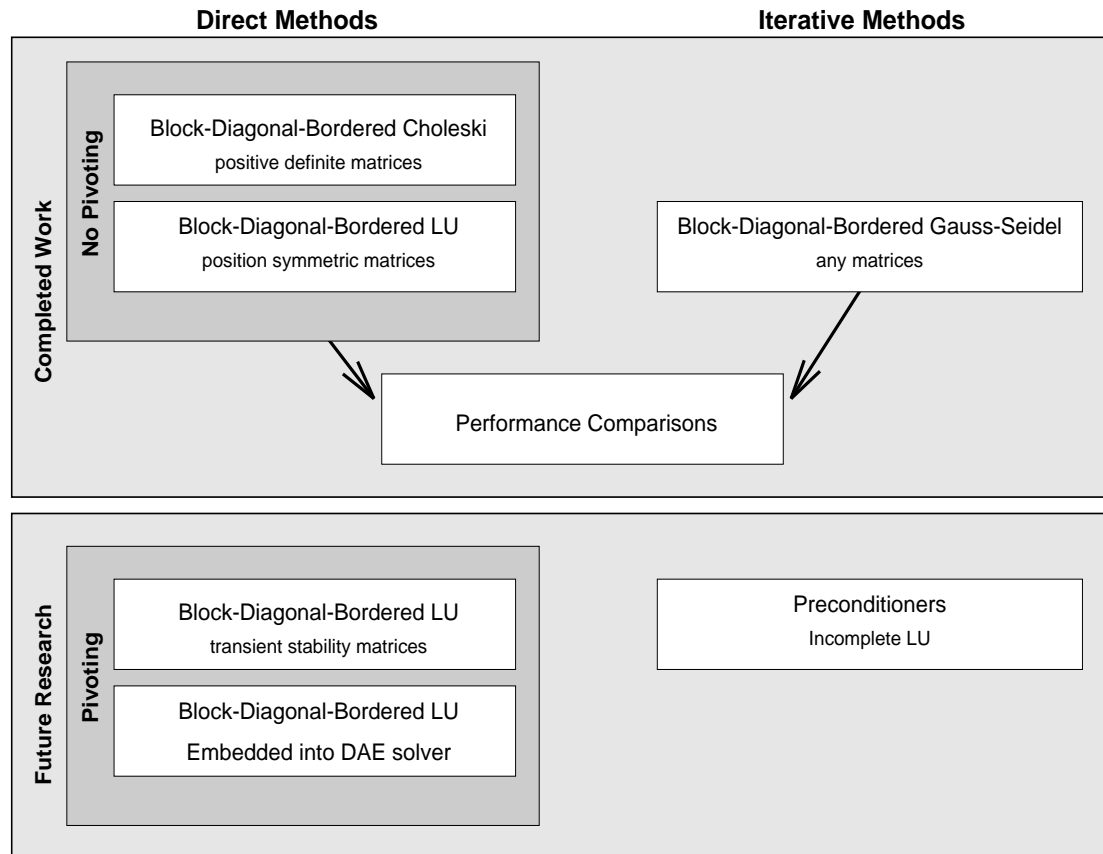 Direct Methods
Iterative Methods
Completed Work
No Pivoting
Block-Diagonal-Bordered Choleski
positive definite matrices
Block-Diagonal-Bordered LU
position symmetric matrices
Block-Diagonal-Bordered Gauss-Seidel
any matrices
Performance Comparisons
Future Research
Pivoting
Block-Diagonal-Bordered LU
transient stability matrices
Block-Diagonal-Bordered LU
Embedded into DAE solver
Preconditioners
Incomplete LU